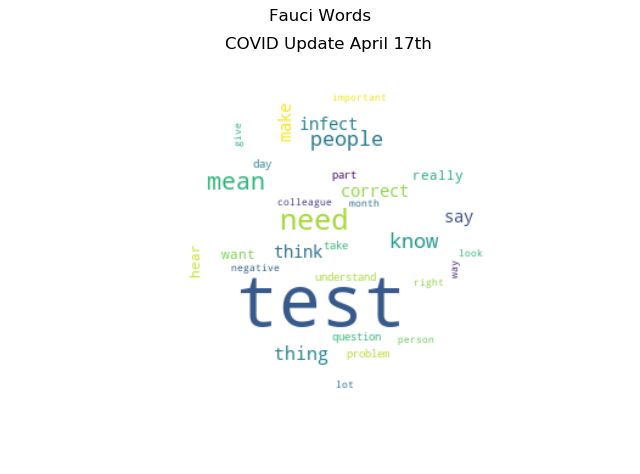 Fauci Words
COVID Update April 17th
important
make
give
infect
people
day
mean
part
really
correct
colleague
month
need
say
know
think
take
want
hear
look
negative
way
understand
right
test
question
person
thing
problem
lot